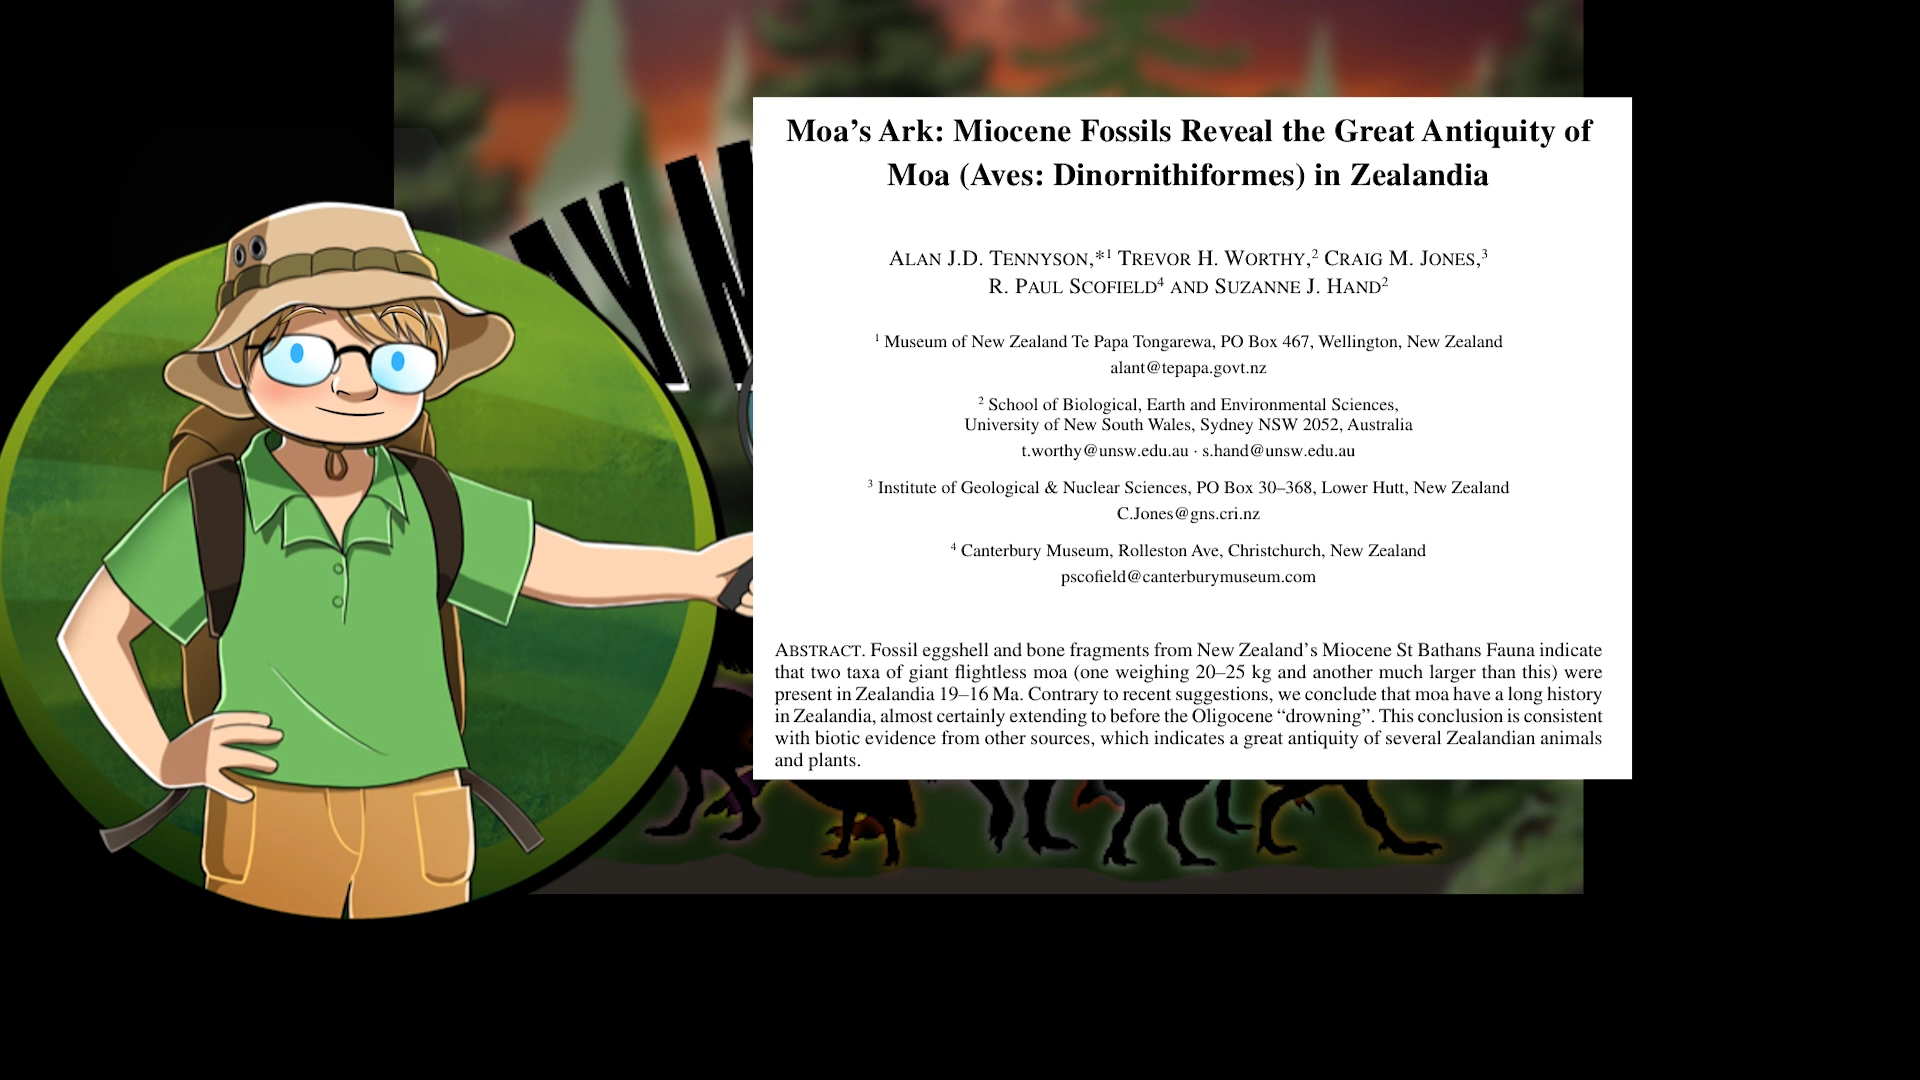 Moa’s Ark: Miocene Fossils Reveal the Great Antiquity of
Moa (Aves: Dinornithiformes) in Zealandia
ALAN J.D. TENNYSON,*1 TREVOR H. WORTHY,2 CRAIG M. JONES,3
R. PAUL SCOFIELD4 AND SUZANNE J. HAND2
1 Museum of New Zealand Te Papa Tongarewa, PO Box 467, Wellington, New Zealand
alant@tepapa.govt.nz
2 School of Biological, Earth and Environmental Sciences,
University of New South Wales, Sydney NSW 2052, Australia
t.worthy@unsw.edu.au · s.hand@unsw.edu.au
3 Institute of Geological & Nuclear Sciences, PO Box 30–368, Lower Hutt, New Zealand
C.Jones@gns.cri.nz
4 Canterbury Museum, Rolleston Ave, Christchurch, New Zealand
pscofield@canterburymuseum.com
ABSTRACT. Fossil eggshell and bone fragments from New Zealand’s Miocene St Bathans Fauna indicate
that two taxa of giant flightless moa (one weighing 20–25 kg and another much larger than this) were
present in Zealandia 19–16 Ma. Contrary to recent suggestions, we conclude that moa have a long history
in Zealandia, almost certainly extending to before the Oligocene “drowning”. This conclusion is consistent
with biotic evidence from other sources, which indicates a great antiquity of several Zealandian animals
and plants.